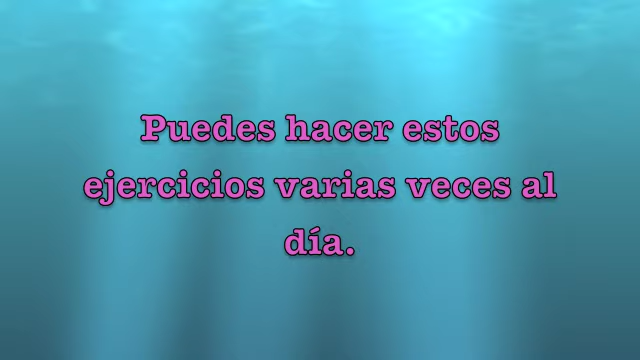 Puedes hacer estos
ejercicios varias veces al
día.